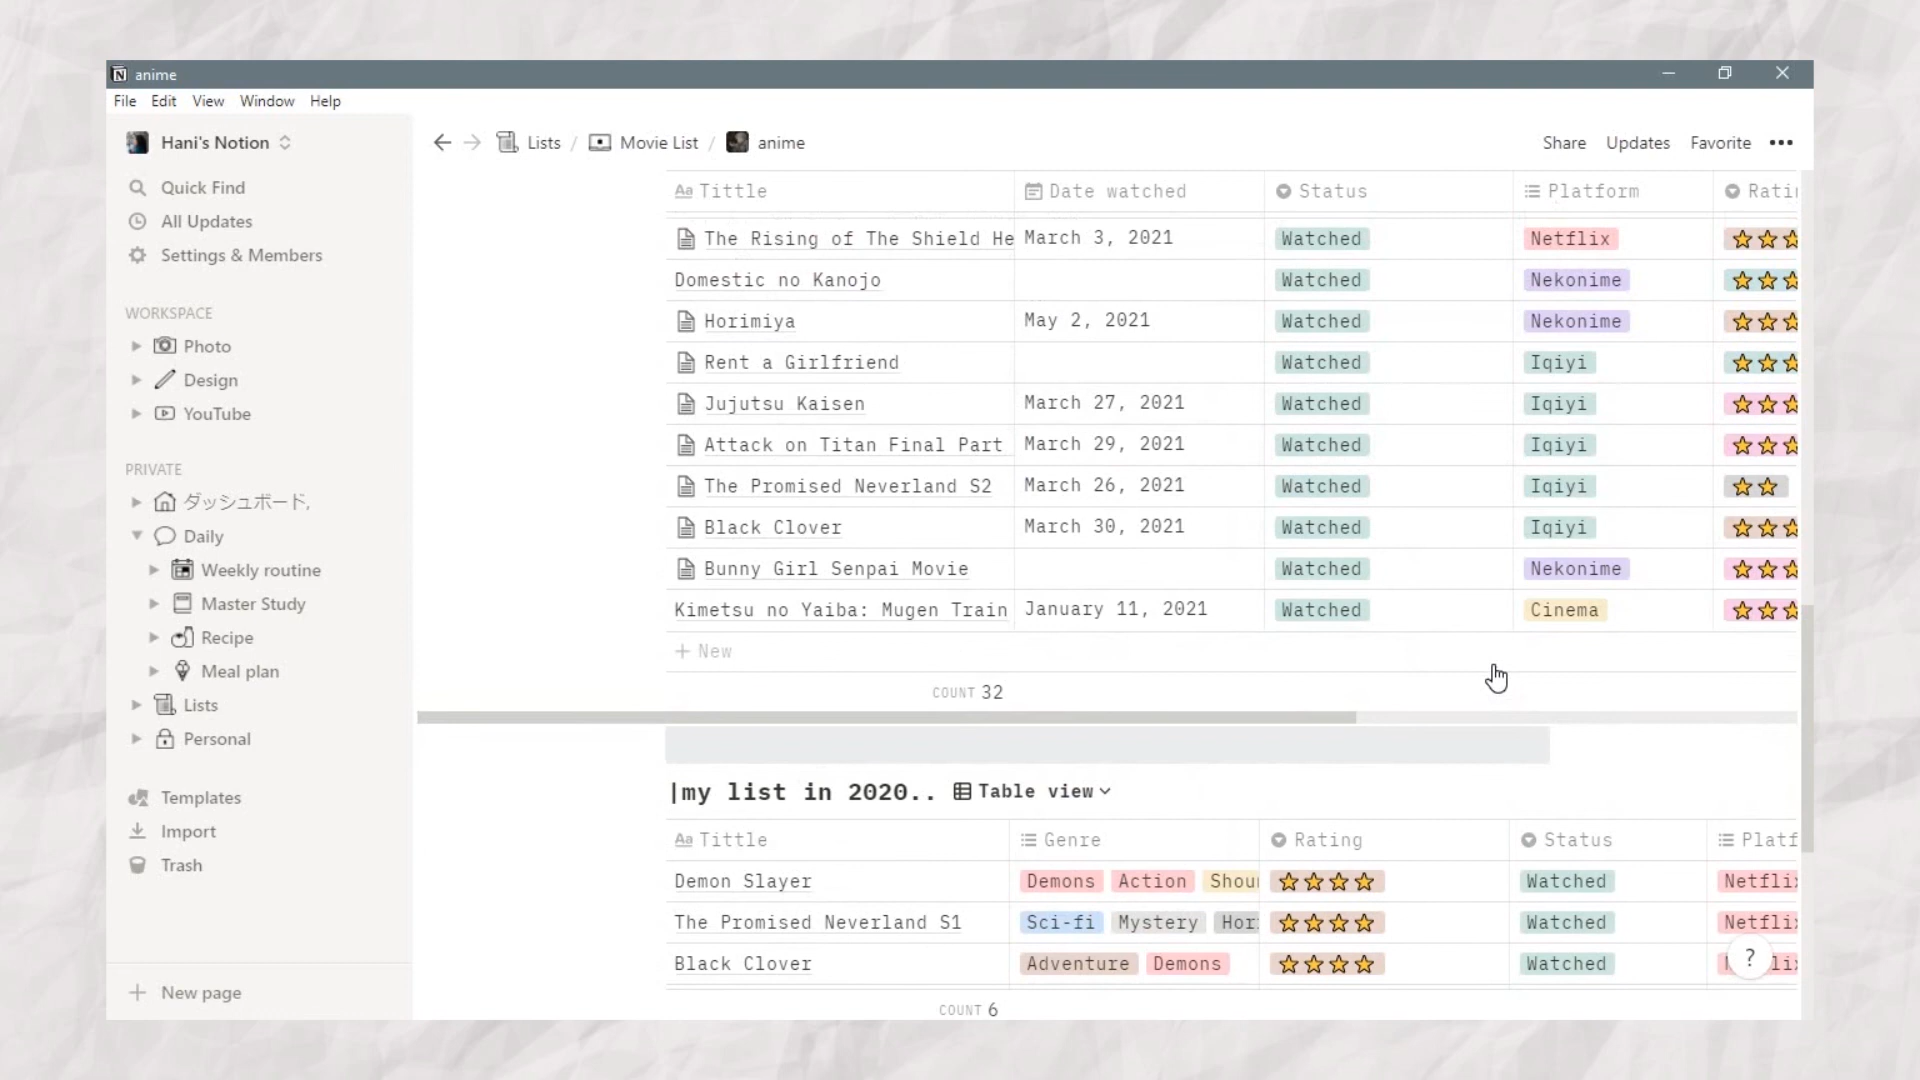 anime
File Edit View Window Help
Hani's Notion
Lists / Movie List / anime
Share Updates Favorite
Quick Find
All Updates
Settings & Members
WORKSPACE
Photo
Design
YouTube
PRIVATE
ダッシュボード,
Daily
Weekly routine
Master Study
Recipe
Meal plan
Lists
Personal
Templates
Import
Trash
New page
Aa Tittle Date watched Status Platform Ratin
The Rising of The Shield He March 3, 2021 Watched Netflix
Domestic no Kanojo Watched Nekonime
Horimiya May 2, 2021 Watched Nekonime
Rent a Girlfriend Watched Iqiyi
Jujutsu Kaisen March 27, 2021 Watched Iqiyi
Attack on Titan Final Part March 29, 2021 Watched Iqiyi
The Promised Neverland S2 March 26, 2021 Watched Iqiyi
Black Clover March 30, 2021 Watched Iqiyi
Bunny Girl Senpai Movie Watched Nekonime
Kimetsu no Yaiba: Mugen Train January 11, 2021 Watched Cinema
+ New
COUNT 32
|my list in 2020.. Table view
Aa Tittle Genre Rating Status Platf
Demon Slayer Demons Action Shou Watched Netflix
The Promised Neverland S1 Sci-fi Mystery Hor Watched Netflix
Black Clover Adventure Demons Watched
?
COUNT 6